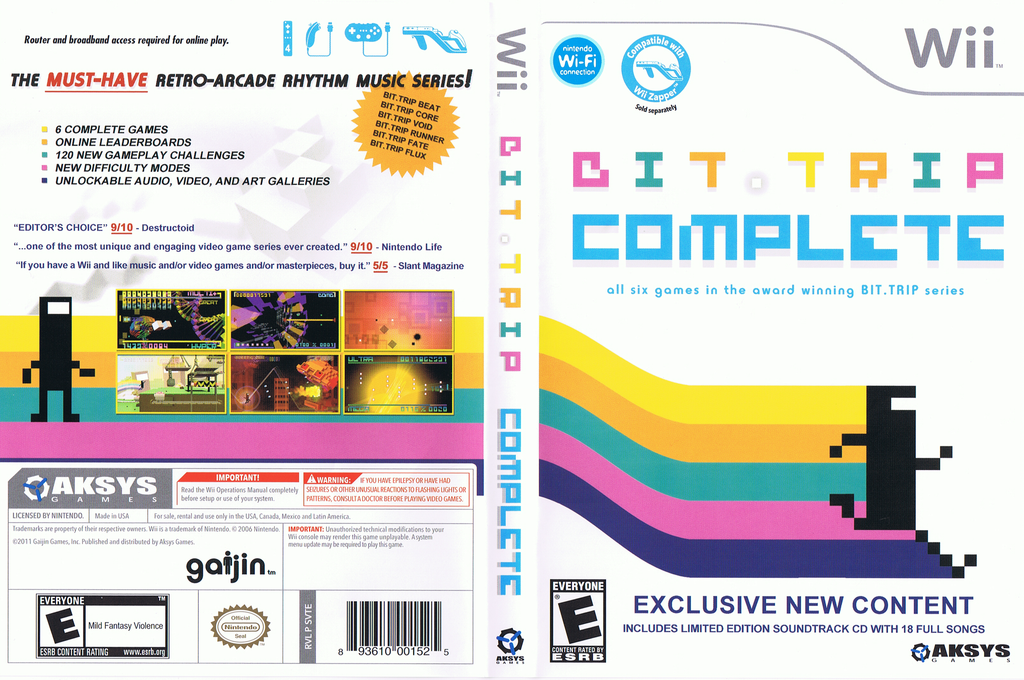 Router and broadband access required for online play.
4
THE MUST-HAVE RETRO-ARCADE RHYTHM MUSIC SERIES!
BIT.TRIP BEAT
BIT.TRIP CORE
BIT.TRIP VOID
BIT.TRIP RUNNER
BIT.TRIP FATE
BIT.TRIP FLUX
6 COMPLETE GAMES
ONLINE LEADERBOARDS
120 NEW GAMEPLAY CHALLENGES
NEW DIFFICULTY MODES
UNLOCKABLE AUDIO, VIDEO, AND ART GALLERIES
"EDITOR'S CHOICE" 9/10 - Destructoid
"...one of the most unique and engaging video game series ever created." 9/10 - Nintendo Life
"If you have a Wii and like music and/or video games and/or masterpieces, buy it." 5/5 - Slant Magazine
HYPER
ULTRA
AKSYS
GAMES
IMPORTANT!
Read the Wii Operations Manual completely
before setup or use of your system.
WARNING: IF YOU HAVE EPILEPSY OR HAVE HAD
SEIZURES OR OTHER UNUSUAL REACTIONS TO FLASHING LIGHTS OR
PATTERNS, CONSULT A DOCTOR BEFORE PLAYING VIDEO GAMES.
LICENSED BY NINTENDO. Made in USA For sale, rental and use only in the USA, Canada, Mexico and Latin America.
Trademarks are property of their respective owners. Wii is a trademark of Nintendo. © 2006 Nintendo.
©2011 Gaijin Games, Inc. Published and distributed by Aksys Games.
IMPORTANT: Unauthorized technical modifications to your
Wii console may render this game unplayable. A system
menu update may be required to play this game.
gaijin tm
EVERYONE TM
E
Mild Fantasy Violence
ESRB CONTENT RATING www.esrb.org
Official
Nintendo
Seal
RVL P SVTE
8 93610 00152 5
Wii
BIT.TRIP COMPLETE
AKSYS
GAMES
nintendo
Wi-Fi
connection
Compatible with
Wii Zapper™
Sold separately
Wii™
BIT.TRIP
COMPLETE
all six games in the award winning BIT.TRIP series
EVERYONE
E
CONTENT RATED BY
ESRB
EXCLUSIVE NEW CONTENT
INCLUDES LIMITED EDITION SOUNDTRACK CD WITH 18 FULL SONGS
AKSYS
GAMES